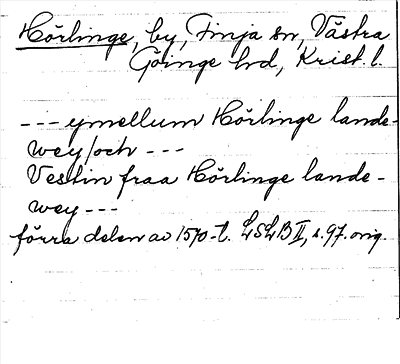 Hörlinge, by, Finja sn, Västra
Göinge hd, Krist. l.
--- ymellum Hörlinge lande-
wey/och ---
Vestin fraa Hörlinge lande-
wey ---
förra delen av 1570-t. LSLB II, s. 97. orig.